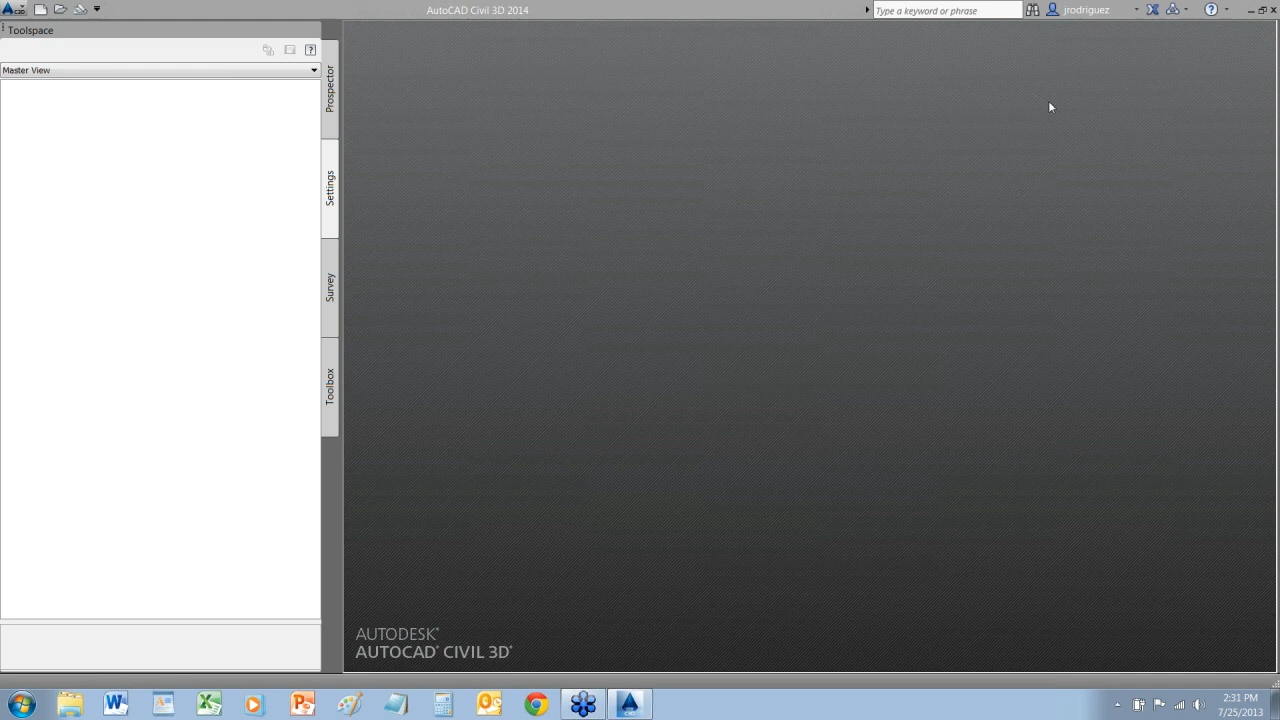 AutoCAD Civil 3D 2014
Type a keyword or phrase
jrodriguez
Toolspace
Master View
Prospector
Settings
Survey
Toolbox
AUTODESK®
AUTOCAD® CIVIL 3D®
2:31 PM
7/25/2013